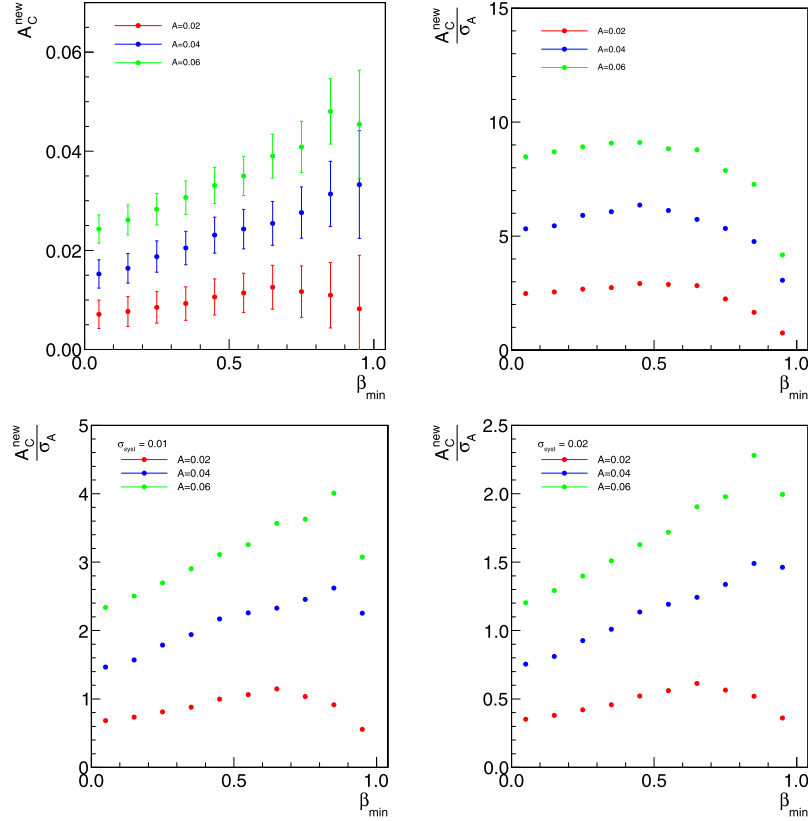 A_C^new
0.06
0.04
0.02
0.00
0.0
0.5
1.0
β_min
A=0.02
A=0.04
A=0.06
A_C^new
σ_A
15
10
5
0
0.0
0.5
1.0
β_min
A=0.02
A=0.04
A=0.06
A_C^new
σ_A
5
4
3
2
1
0
0.0
0.5
1.0
β_min
σ_syst = 0.01
A=0.02
A=0.04
A=0.06
A_C^new
σ_A
2.5
2.0
1.5
1.0
0.5
0.0
0.0
0.5
1.0
β_min
σ_syst = 0.02
A=0.02
A=0.04
A=0.06